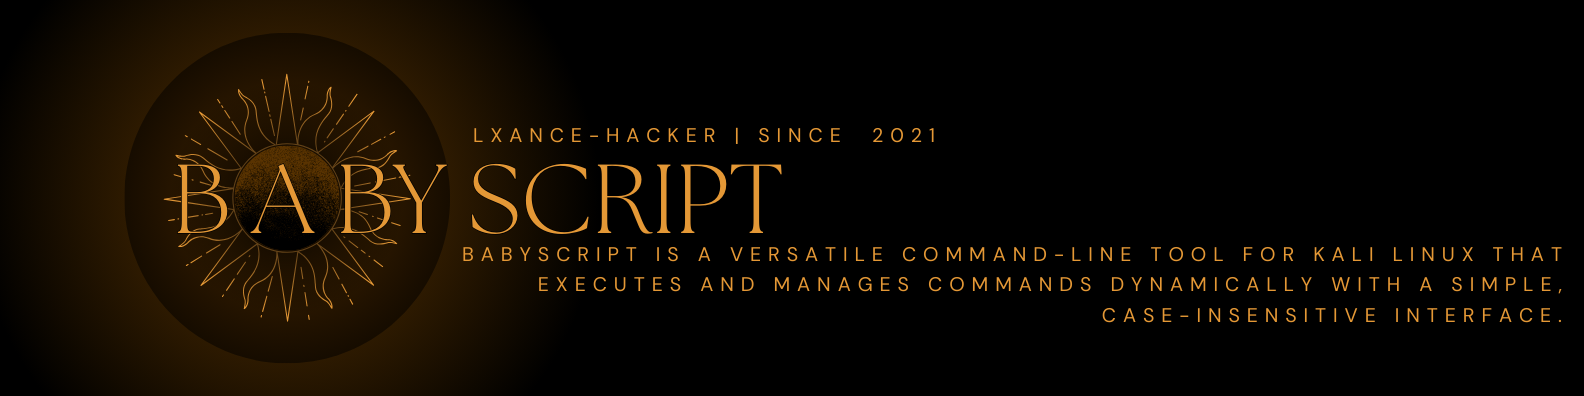 LXANCE-HACKER | SINCE 2021
BABY SCRIPT
BABYSCRIPT IS A VERSATILE COMMAND-LINE TOOL FOR KALI LINUX THAT
EXECUTES AND MANAGES COMMANDS DYNAMICALLY WITH A SIMPLE,
CASE-INSENSITIVE INTERFACE.